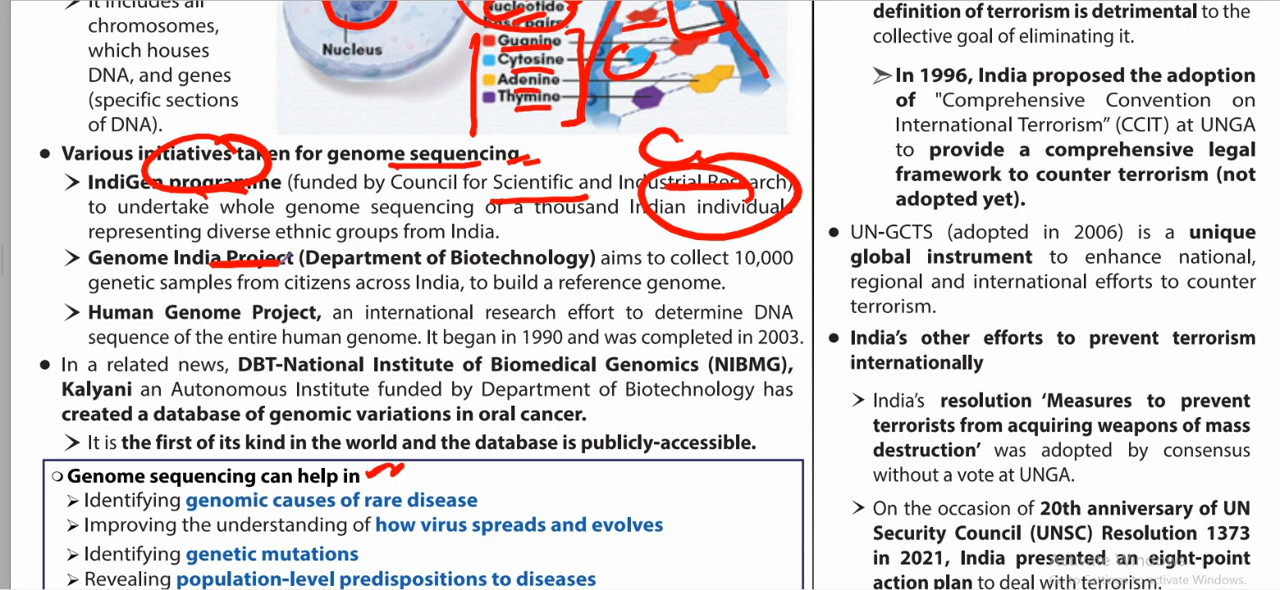 It includes all
chromosomes,
which houses
DNA, and genes
(specific sections
of DNA).
Nucleus
Nucleotide
Base pairs
Guanine
Cytosine
Adenine
Thymine
• Various initiatives taken for genome sequencing
➤ IndiGen programme (funded by Council for Scientific and Industrial Research)
to undertake whole genome sequencing of a thousand Indian individuals
representing diverse ethnic groups from India.
➤ Genome India Project (Department of Biotechnology) aims to collect 10,000
genetic samples from citizens across India, to build a reference genome.
➤ Human Genome Project, an international research effort to determine DNA
sequence of the entire human genome. It began in 1990 and was completed in 2003.
• In a related news, DBT-National Institute of Biomedical Genomics (NIBMG),
Kalyani an Autonomous Institute funded by Department of Biotechnology has
created a database of genomic variations in oral cancer.
➤ It is the first of its kind in the world and the database is publicly-accessible.
○ Genome sequencing can help in
➤ Identifying genomic causes of rare disease
➤ Improving the understanding of how virus spreads and evolves
➤ Identifying genetic mutations
➤ Revealing population-level predispositions to diseases
definition of terrorism is detrimental to the
collective goal of eliminating it.
➤ In 1996, India proposed the adoption
of "Comprehensive Convention on
International Terrorism” (CCIT) at UNGA
to provide a comprehensive legal
framework to counter terrorism (not
adopted yet).
• UN-GCTS (adopted in 2006) is a unique
global instrument to enhance national,
regional and international efforts to counter
terrorism.
• India’s other efforts to prevent terrorism
internationally
➤ India’s resolution ‘Measures to prevent
terrorists from acquiring weapons of mass
destruction’ was adopted by consensus
without a vote at UNGA.
➤ On the occasion of 20th anniversary of UN
Security Council (UNSC) Resolution 1373
in 2021, India presented an eight-point
action plan to deal with terrorism.
Activate Windows
Go to Settings to activate Windows.